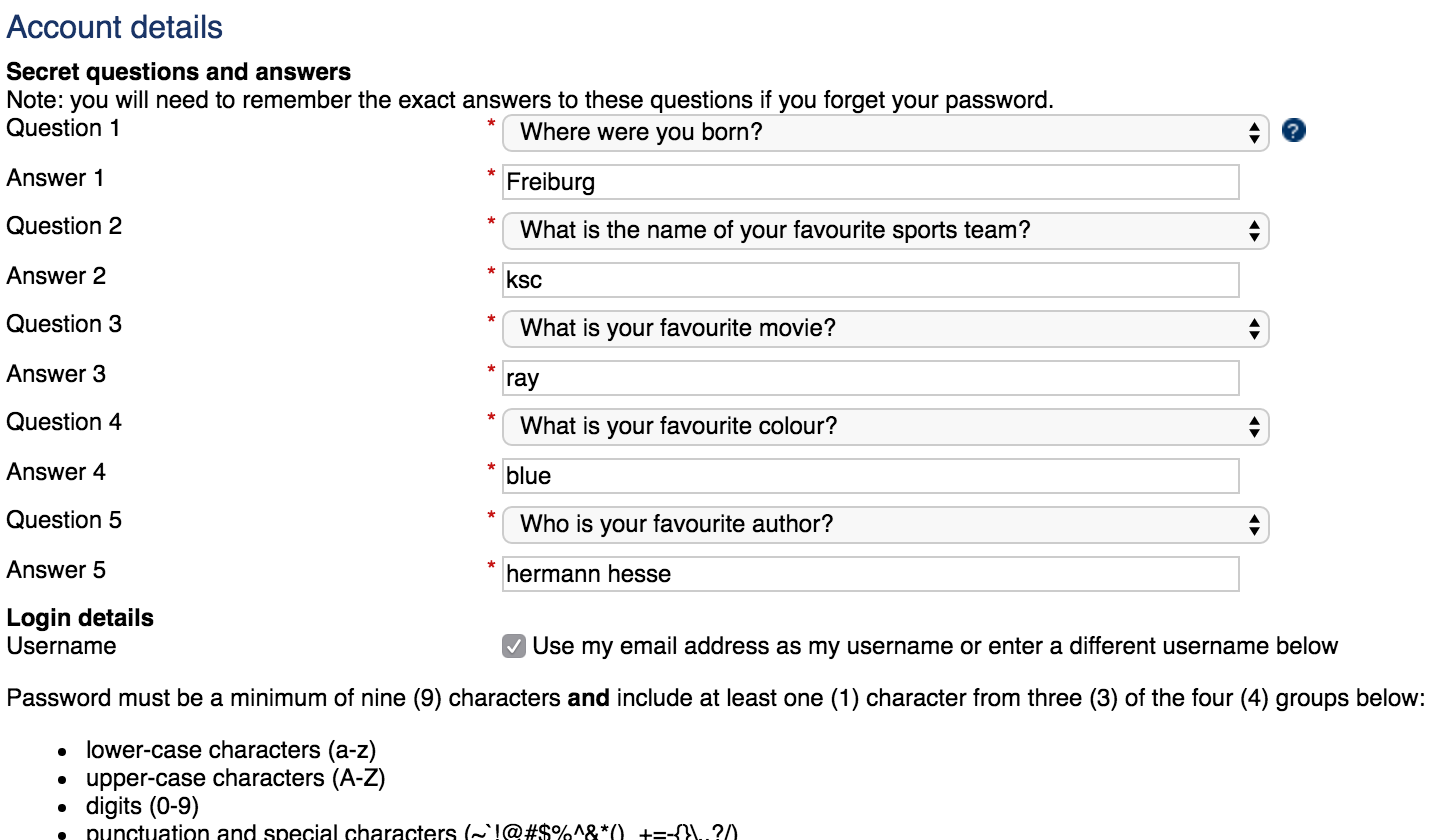 Account details
Secret questions and answers
Note: you will need to remember the exact answers to these questions if you forget your password.
Question 1 * Where were you born? ?
Answer 1 * Freiburg
Question 2 * What is the name of your favourite sports team?
Answer 2 * ksc
Question 3 * What is your favourite movie?
Answer 3 * ray
Question 4 * What is your favourite colour?
Answer 4 * blue
Question 5 * Who is your favourite author?
Answer 5 * hermann hesse
Login details
Username Use my email address as my username or enter a different username below
Password must be a minimum of nine (9) characters and include at least one (1) character from three (3) of the four (4) groups below:
• lower-case characters (a-z)
• upper-case characters (A-Z)
• digits (0-9)
• punctuation and special characters